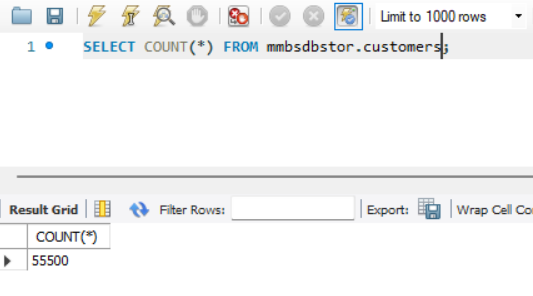 Limit to 1000 rows
1 SELECT COUNT(*) FROM mmbsdbstor.customers;
Result Grid Filter Rows: Export: Wrap Cell Co
COUNT(*)
55500